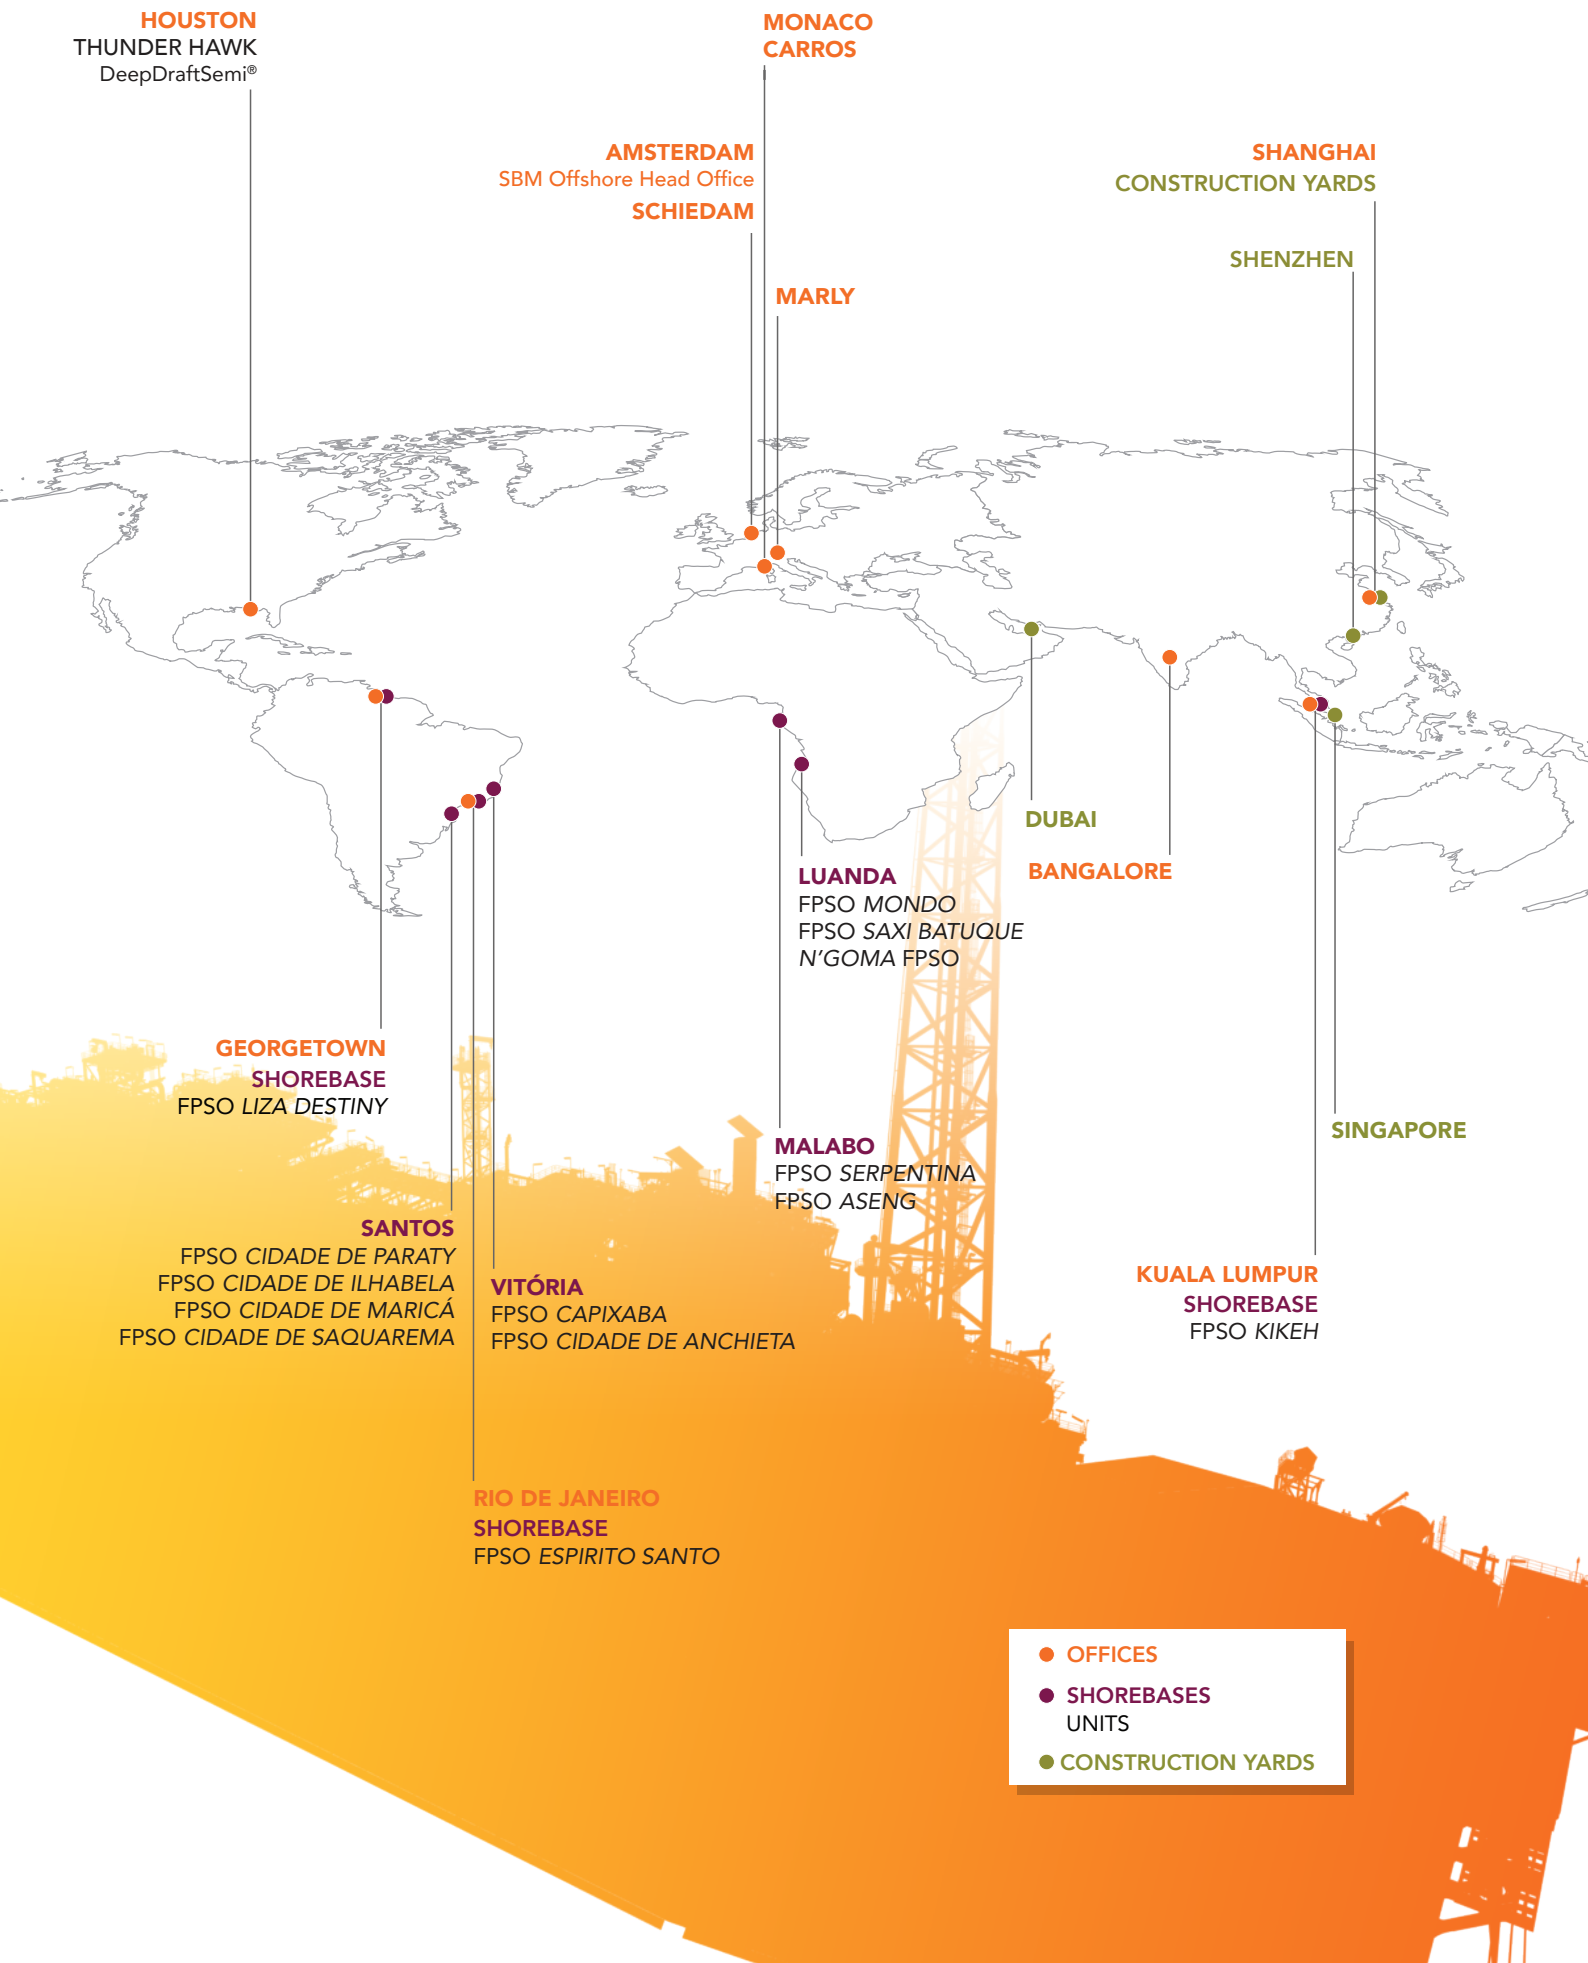 HOUSTON
THUNDER HAWK
DeepDraftSemi®
MONACO
CARROS
AMSTERDAM
SBM Offshore Head Office
SCHIEDAM
SHANGHAI
CONSTRUCTION YARDS
SHENZHEN
MARLY
DUBAI
BANGALORE
LUANDA
FPSO MONDO
FPSO SAXI BATUQUE
N'GOMA FPSO
GEORGETOWN
SHOREBASE
FPSO LIZA DESTINY
SINGAPORE
MALABO
FPSO SERPENTINA
FPSO ASENG
SANTOS
FPSO CIDADE DE PARATY
FPSO CIDADE DE ILHABELA
FPSO CIDADE DE MARICÁ
FPSO CIDADE DE SAQUAREMA
VITÓRIA
FPSO CAPIXABA
FPSO CIDADE DE ANCHIETA
KUALA LUMPUR
SHOREBASE
FPSO KIKEH
RIO DE JANEIRO
SHOREBASE
FPSO ESPIRITO SANTO
OFFICES
SHOREBASES
UNITS
CONSTRUCTION YARDS